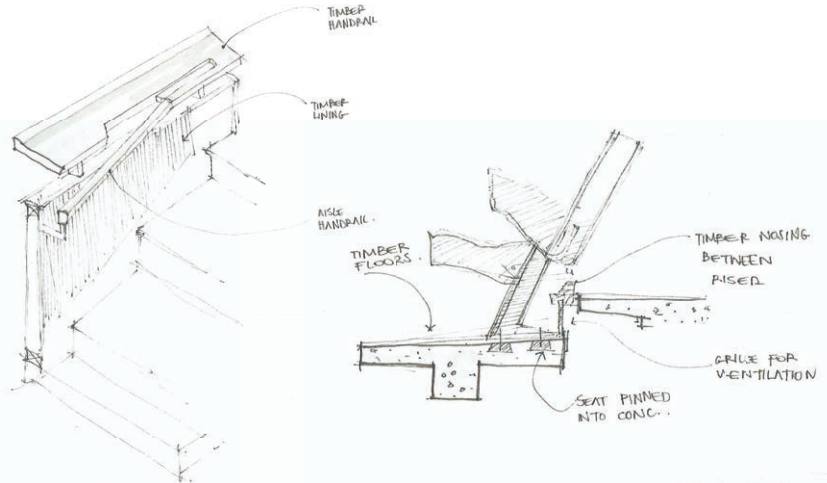 TIMBER
HANDRAIL
TIMBER
LINING
AISLE
HANDRAIL.
TIMBER
FLOORS.
TIMBER NOSING
BETWEEN
RISER
GRILLE FOR
VENTILATION
SEAT PINNED
INTO CONC..